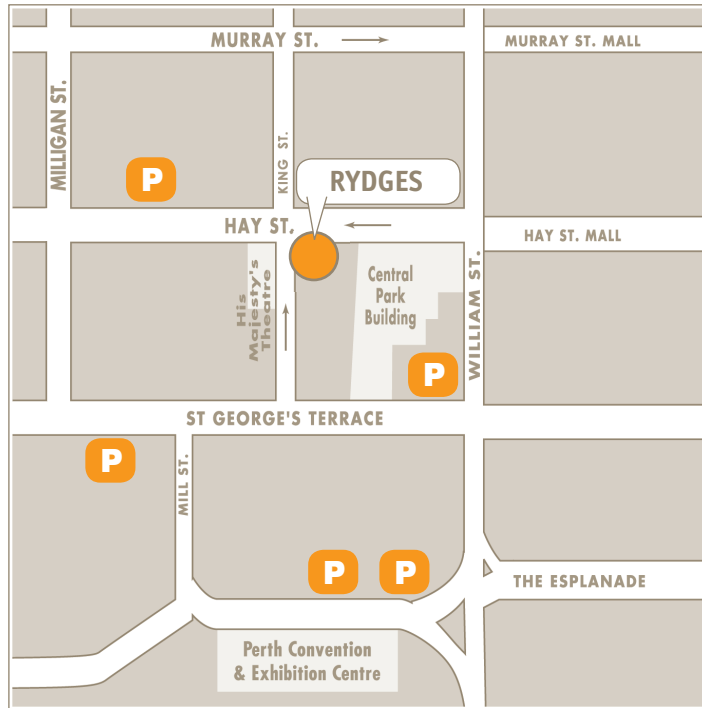 MURRAY ST.
MURRAY ST. MALL
MILLIGAN ST.
KING ST.
P
RYDGES
HAY ST.
HAY ST. MALL
His
Majesty's
Theatre
Central
Park
Building
WILLIAM ST.
P
ST GEORGE'S TERRACE
P
MILL ST.
P
P
THE ESPLANADE
Perth Convention
& Exhibition Centre